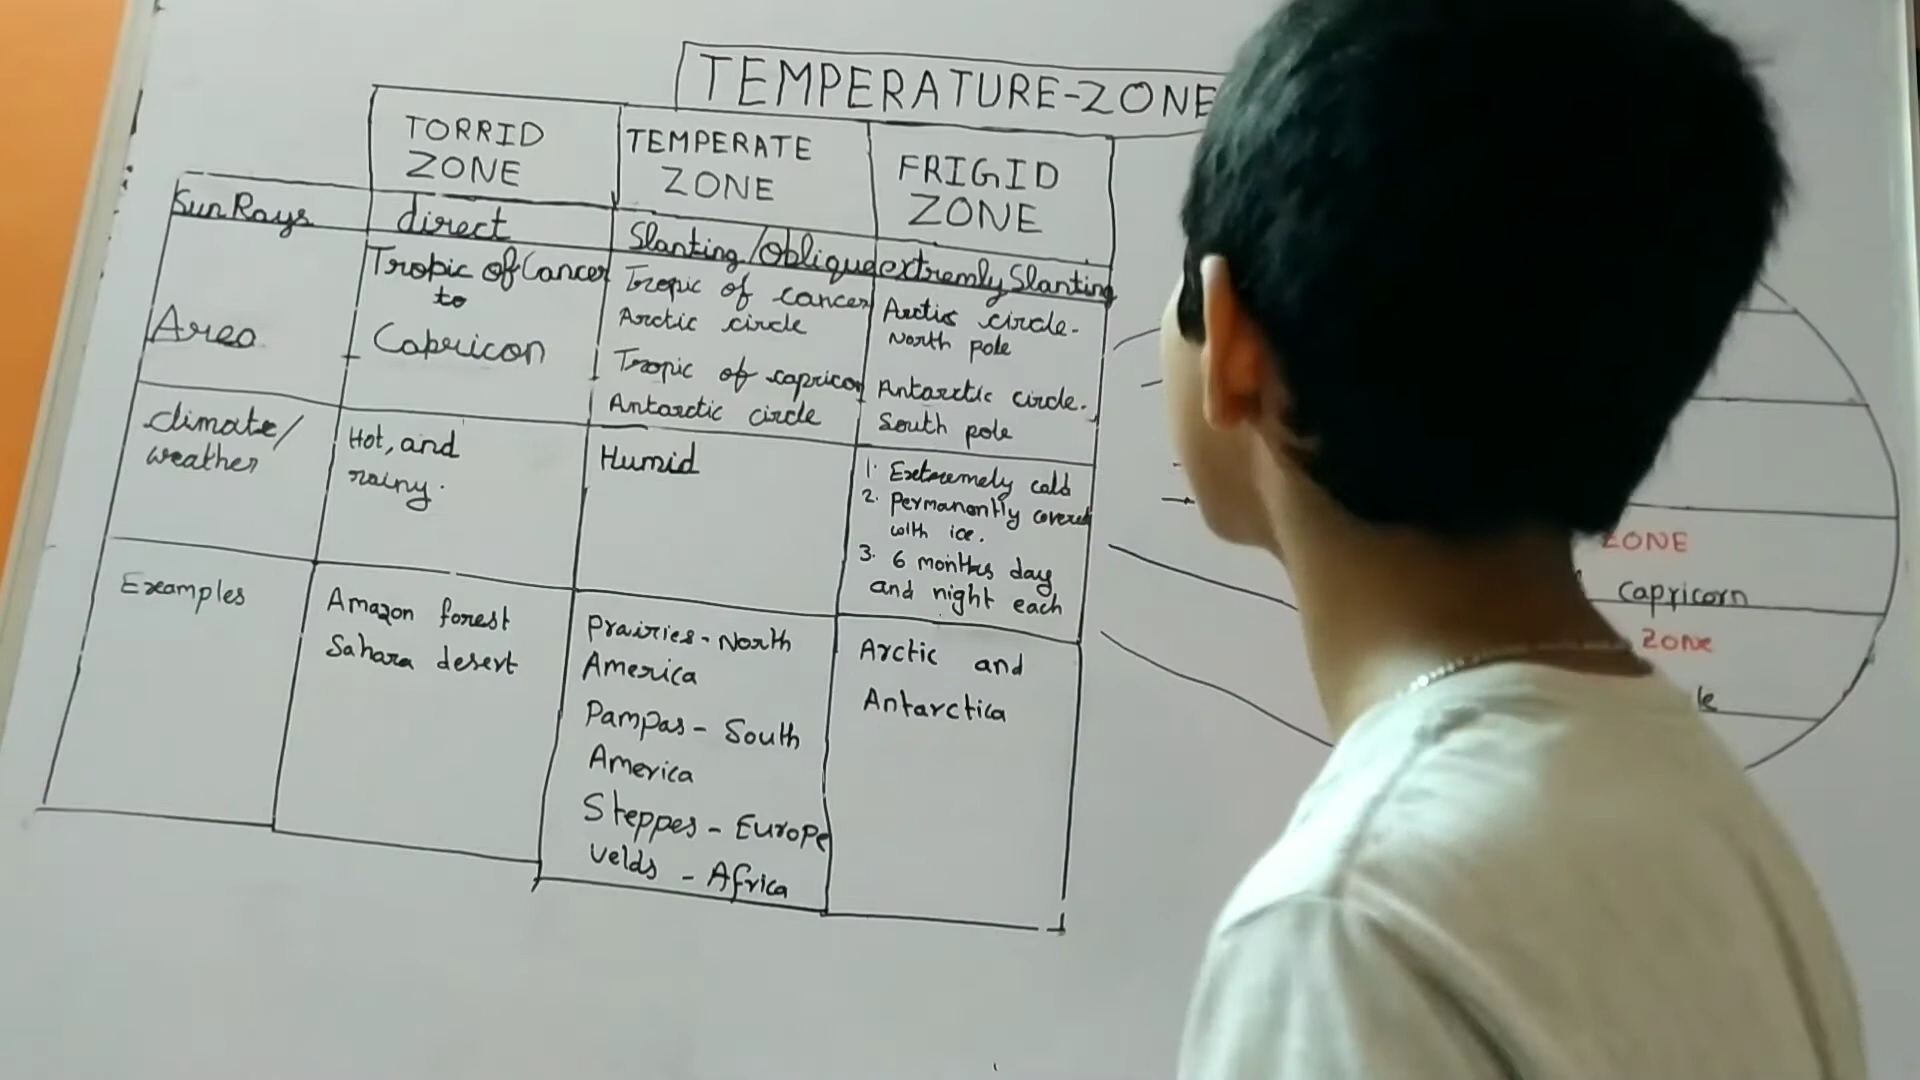 TEMPERATURE-ZONE
TORRID
ZONE
TEMPERATE
ZONE
FRIGID
ZONE
Sun Rays
direct
Slanting/Oblique
extremly Slanting
Area
Tropic of Cancer
to
Capricon
Tropic of cancer
Arctic circle
Tropic of capricon
Antarctic circle
Arctic circle-
North pole
Antarctic circle-
South pole
climate/
weather
Hot, and
rainy.
Humid
1. Extremely cold
2. Permanantly covered
with ice.
3. 6 months day
and night each
Examples
Amazon forest
Sahara desert
Prairies-North
America
Pampas-South
America
Steppes-Europe
Velds-Africa
Arctic and
Antarctica
ZONE
Capricorn
ZONE
le